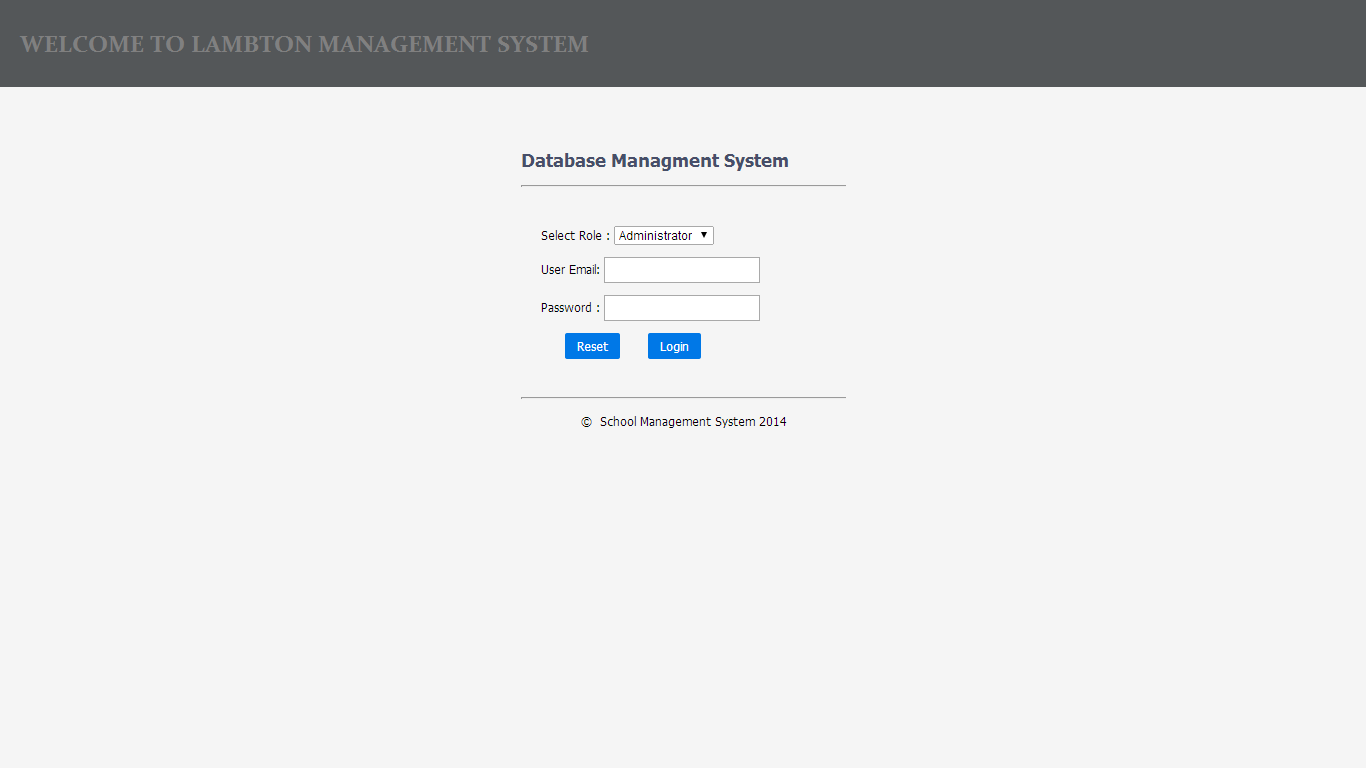 WELCOME TO LAMBTON MANAGEMENT SYSTEM
Database Managment System
Select Role : Administrator ▼
User Email:
Password :
Reset Login
© School Management System 2014